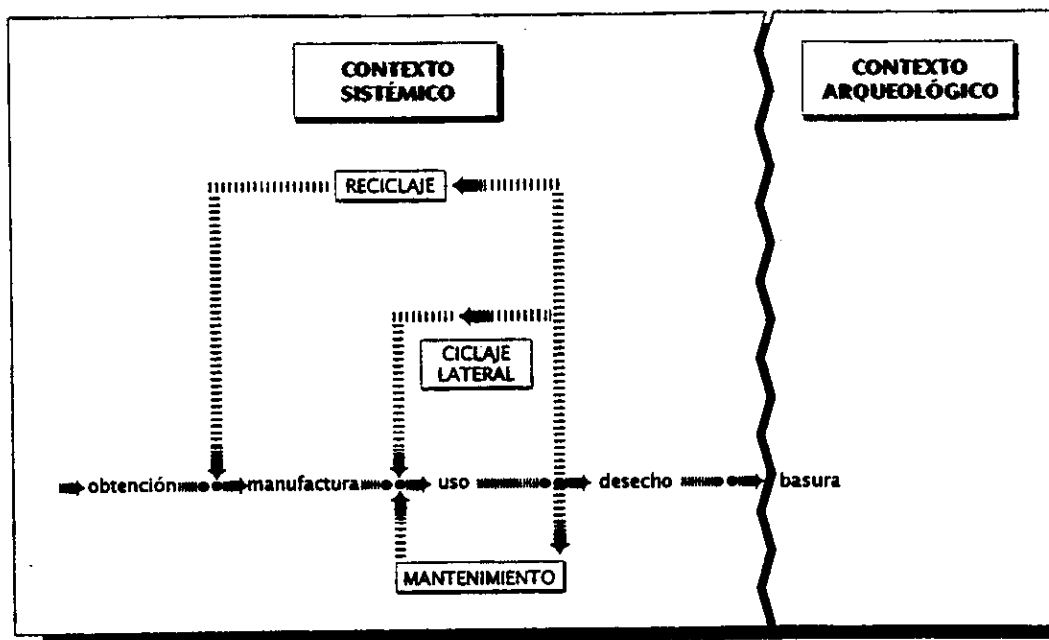 CONTEXTO
SISTÉMICO
CONTEXTO
ARQUEOLÓGICO
RECICLAJE
CICLAJE
LATERAL
obtención manufactura uso desecho basura
MANTENIMIENTO